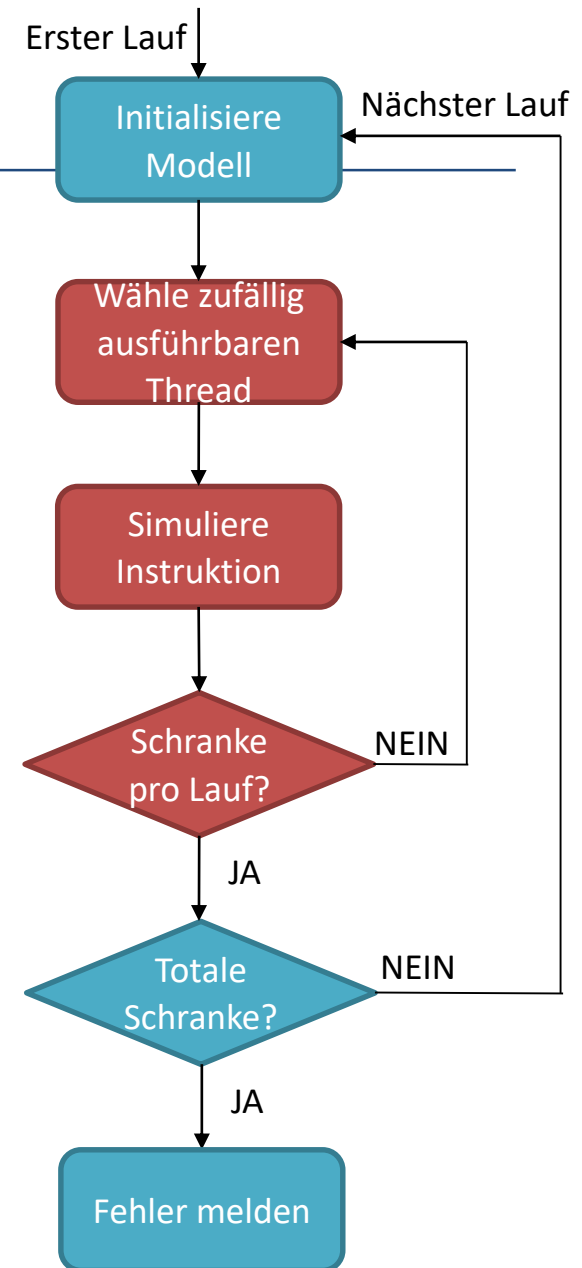 Erster Lauf
Initialisiere
Modell
Nächster Lauf
Wähle zufällig
ausführbaren
Thread
Simuliere
Instruktion
Schranke
pro Lauf?
NEIN
JA
Totale
Schranke?
NEIN
JA
Fehler melden